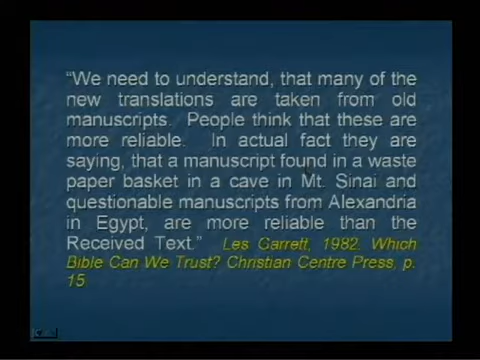 “We need to understand, that many of the
new translations are taken from old
manuscripts. People think that these are
more reliable. In actual fact they are
saying, that a manuscript found in a waste
paper basket in a cave in Mt. Sinai and
questionable manuscripts from Alexandria
in Egypt, are more reliable than the
Received Text.” Les Garrett, 1982. Which
Bible Can We Trust? Christian Centre Press, p.
15